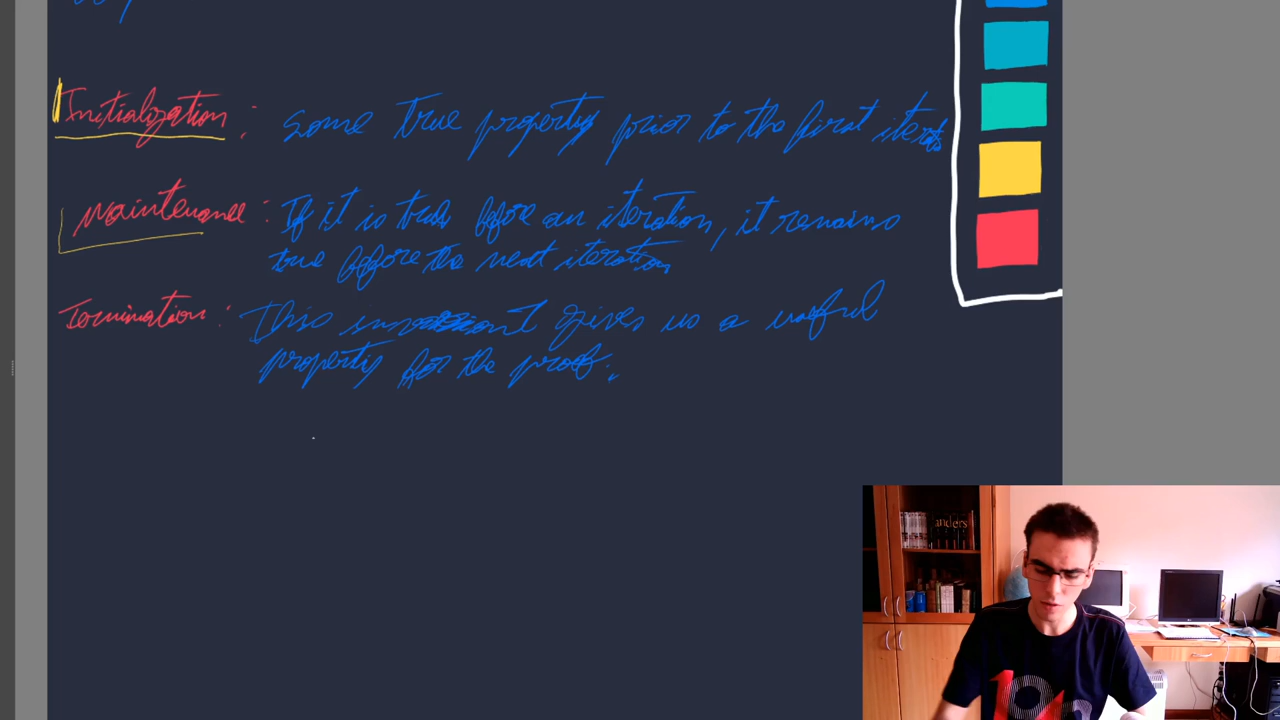 Initialization: some true property prior to the first iterat.
Maintenance: If it is true before an iteration, it remains
true before the next iteration
Termination: This invariant gives us a useful
property for the proof.
anders